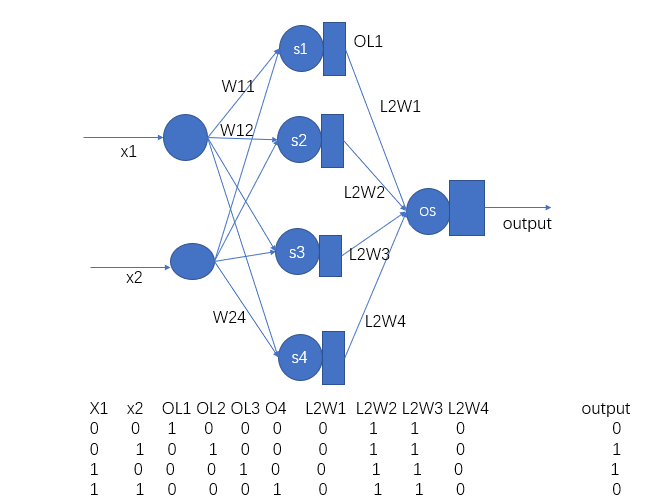 s1
OL1
W11
L2W1
W12
s2
x1
L2W2
OS
output
s3
L2W3
x2
W24
L2W4
s4
X1 x2 OL1 OL2 OL3 O4 L2W1 L2W2 L2W3 L2W4 output
0 0 1 0 0 0 0 1 1 0 0
0 1 0 1 0 0 0 1 1 0 1
1 0 0 0 1 0 0 1 1 0 1
1 1 0 0 0 1 0 1 1 0 0